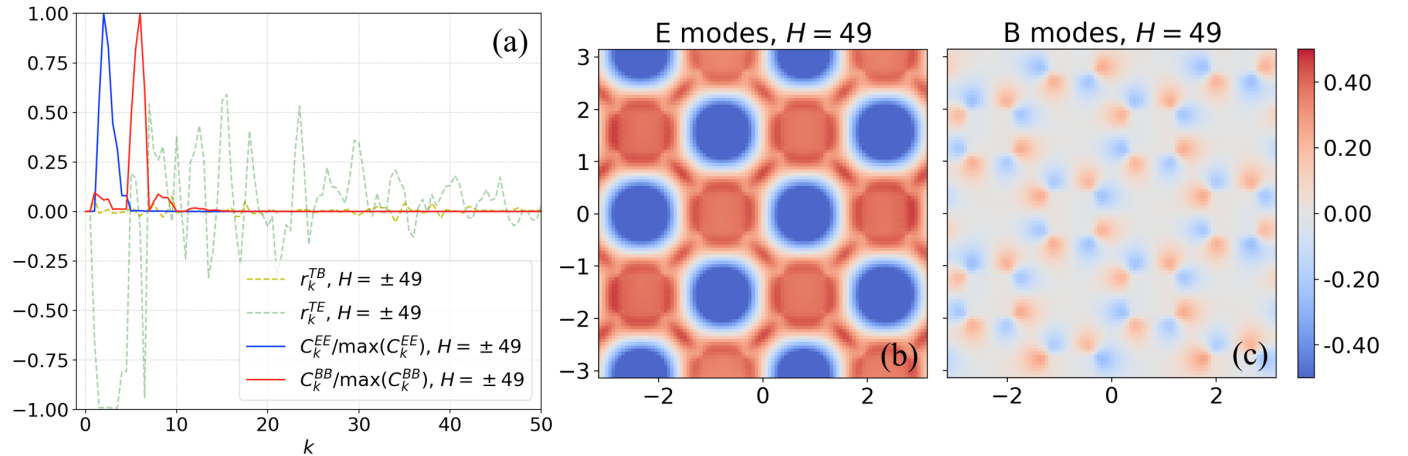 1.00
0.75
0.50
0.25
0.00
−0.25
−0.50
−0.75
−1.00
0 10 20 30 40 50
k
(a)
r_k^{TB}, H = ±49
r_k^{TE}, H = ±49
C_k^{EE}/max(C_k^{EE}), H = ±49
C_k^{BB}/max(C_k^{BB}), H = ±49
E modes, H = 49
3
2
1
0
−1
−2
−3
−2 0 2
(b)
B modes, H = 49
−2 0 2
(c)
0.40
0.20
0.00
-0.20
-0.40